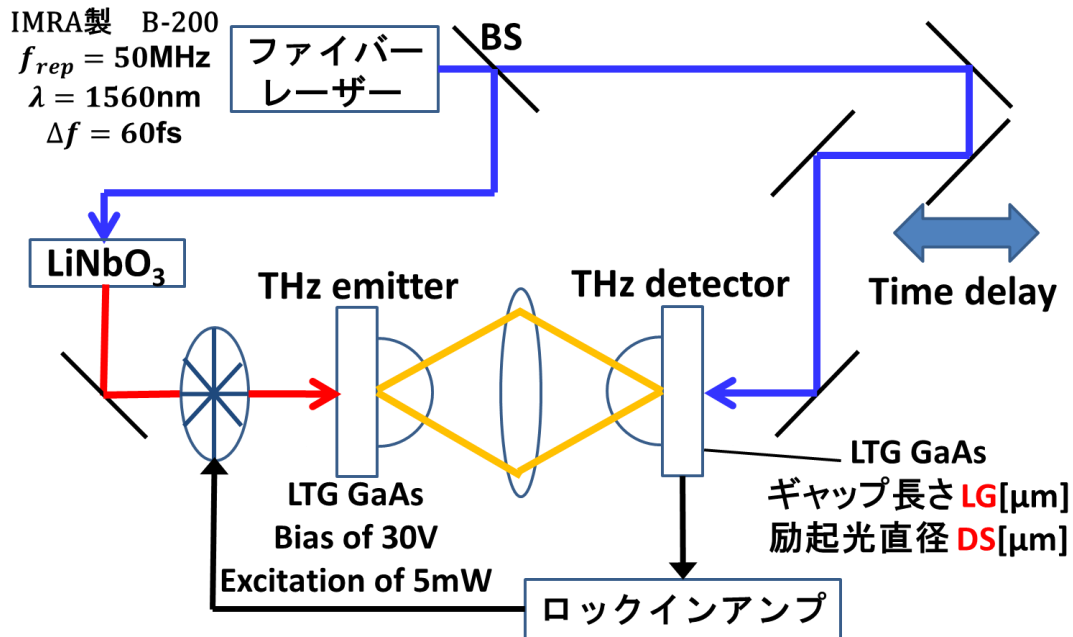 IMRA製 B-200
f_rep = 50MHz
λ = 1560nm
Δf = 60fs
ファイバー
レーザー
BS
LiNbO₃
THz emitter
THz detector
Time delay
LTG GaAs
Bias of 30V
Excitation of 5mW
LTG GaAs
ギャップ長さ LG[μm]
励起光直径 DS[μm]
ロックインアンプ